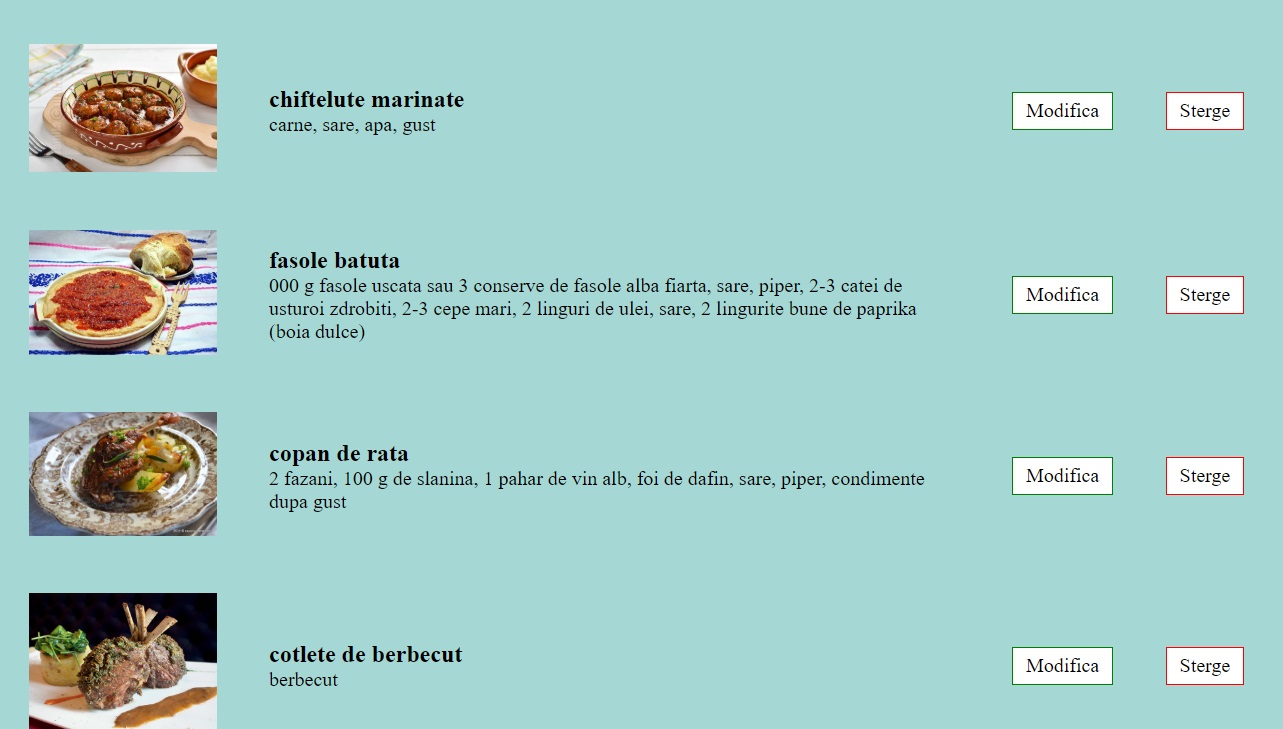 chiftelute marinate
carne, sare, apa, gust
Modifica
Sterge
fasole batuta
000 g fasole uscata sau 3 conserve de fasole alba fiarta, sare, piper, 2-3 catei de
usturoi zdrobiti, 2-3 cepe mari, 2 linguri de ulei, sare, 2 lingurite bune de paprika
(boia dulce)
Modifica
Sterge
copan de rata
2 fazani, 100 g de slanina, 1 pahar de vin alb, foi de dafin, sare, piper, condimente
dupa gust
Modifica
Sterge
cotlete de berbecut
berbecut
Modifica
Sterge